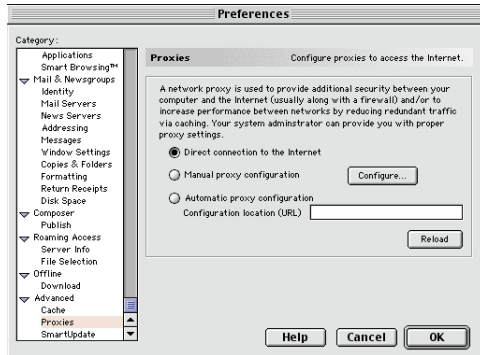 Preferences
Category:
Applications
Smart Browsing™
Mail & Newsgroups
Identity
Mail Servers
News Servers
Addressing
Messages
Window Settings
Copies & Folders
Formatting
Return Receipts
Disk Space
Composer
Publish
Roaming Access
Server Info
File Selection
Offline
Download
Advanced
Cache
Proxies
SmartUpdate
Proxies Configure proxies to access the Internet.
A network proxy is used to provide additional security between your
computer and the Internet (usually along with a firewall) and/or to
increase performance between networks by reducing redundant traffic
via caching. Your system adminstrator can provide you with proper
proxy settings.
Direct connection to the Internet
Manual proxy configuration Configure...
Automatic proxy configuration
Configuration location (URL)
Reload
Help Cancel OK